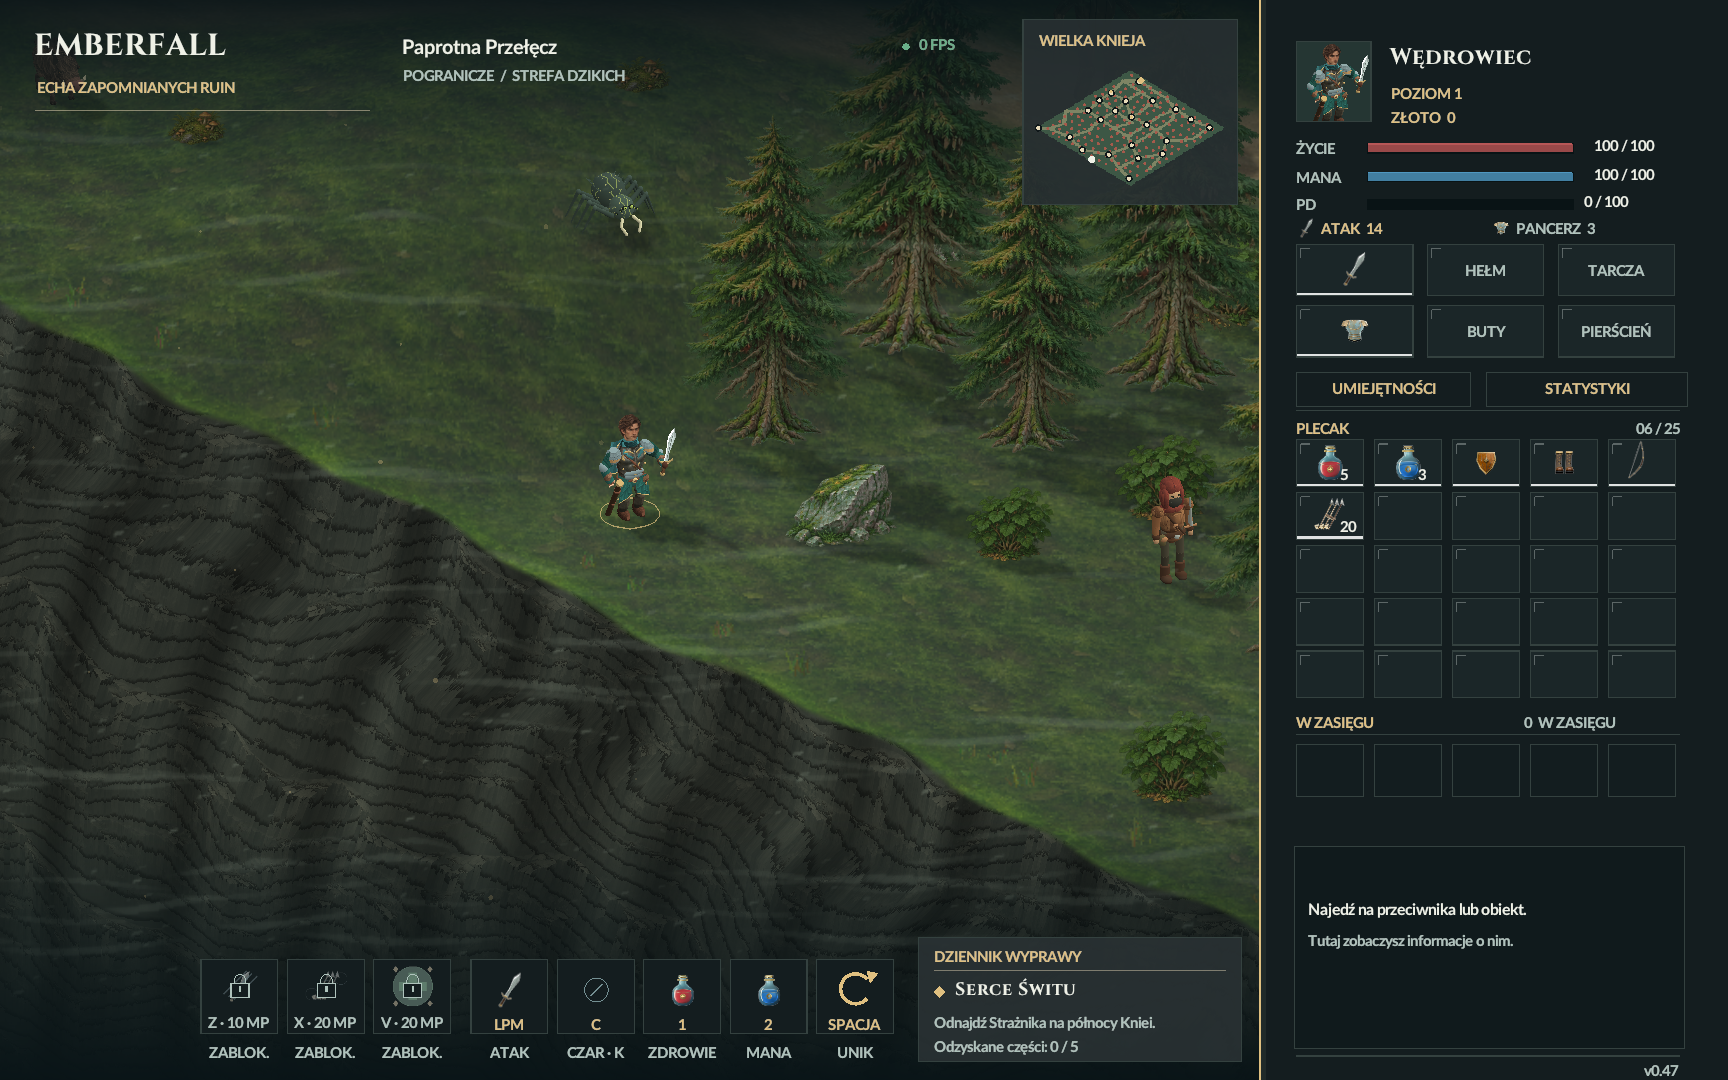 EMBERFALL
ECHA ZAPOMNIANYCH RUIN
Paprotna Przełęcz
POGRANICZE / STREFA DZIKICH
0 FPS
WIELKA KNIEJA
WĘDROWIEC
POZIOM 1
ZŁOTO 0
ŻYCIE 100 / 100
MANA 100 / 100
PD 0 / 100
ATAK 14 PANCERZ 3
HEŁM TARCZA
BUTY PIERŚCIEŃ
UMIEJĘTNOŚCI STATYSTYKI
PLECAK 06 / 25
5 3
20
W ZASIĘGU 0 W ZASIĘGU
Najedź na przeciwnika lub obiekt.
Tutaj zobaczysz informacje o nim.
Z · 10 MP X · 20 MP V · 20 MP LPM C 1 2 SPACJA
ZABLOK. ZABLOK. ZABLOK. ATAK CZAR · K ZDROWIE MANA UNIK
DZIENNIK WYPRAWY
SERCE ŚWITU
Odnajdź Strażnika na północy Kniei.
Odzyskane części: 0 / 5
v0.47